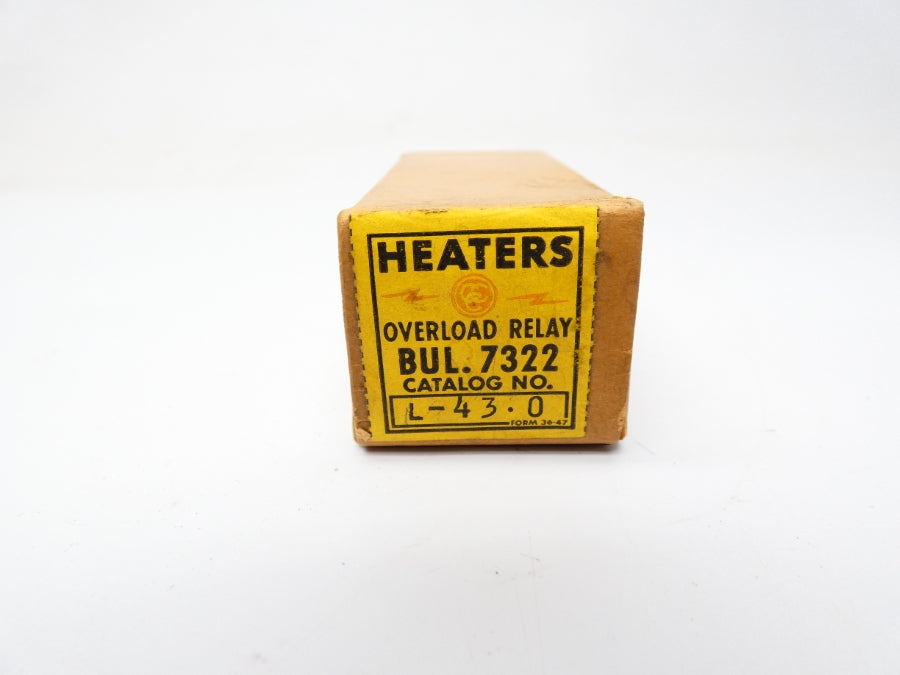 HEATERS
OVERLOAD RELAY
BUL. 7322
CATALOG NO.
L-43.0
FORM 36-47